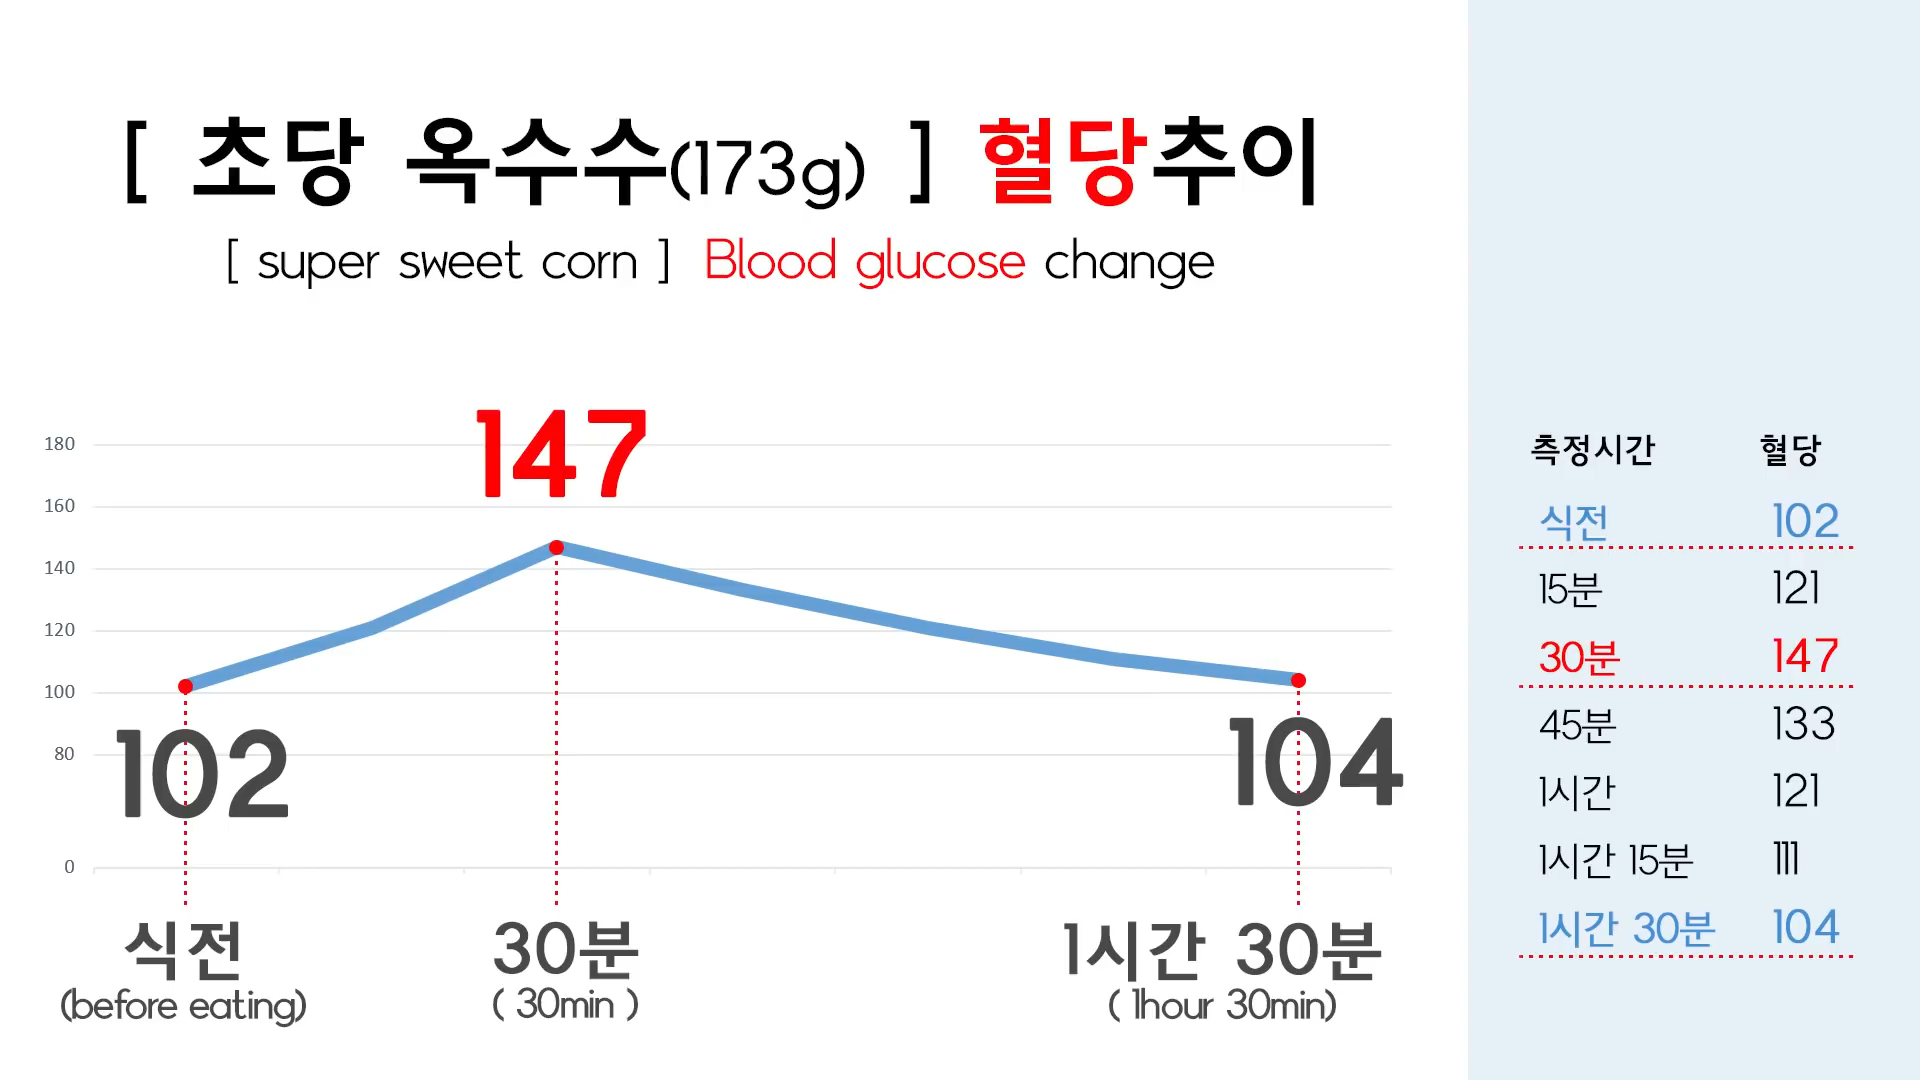 [ 초당 옥수수(173g) ] 혈당추이
[ super sweet corn ] Blood glucose change
180
160
140
120
100
80
0
147
102
104
식전
(before eating)
30분
( 30min )
1시간 30분
( 1hour 30min)
측정시간 혈당
식전 102
15분 121
30분 147
45분 133
1시간 121
1시간 15분 111
1시간 30분 104